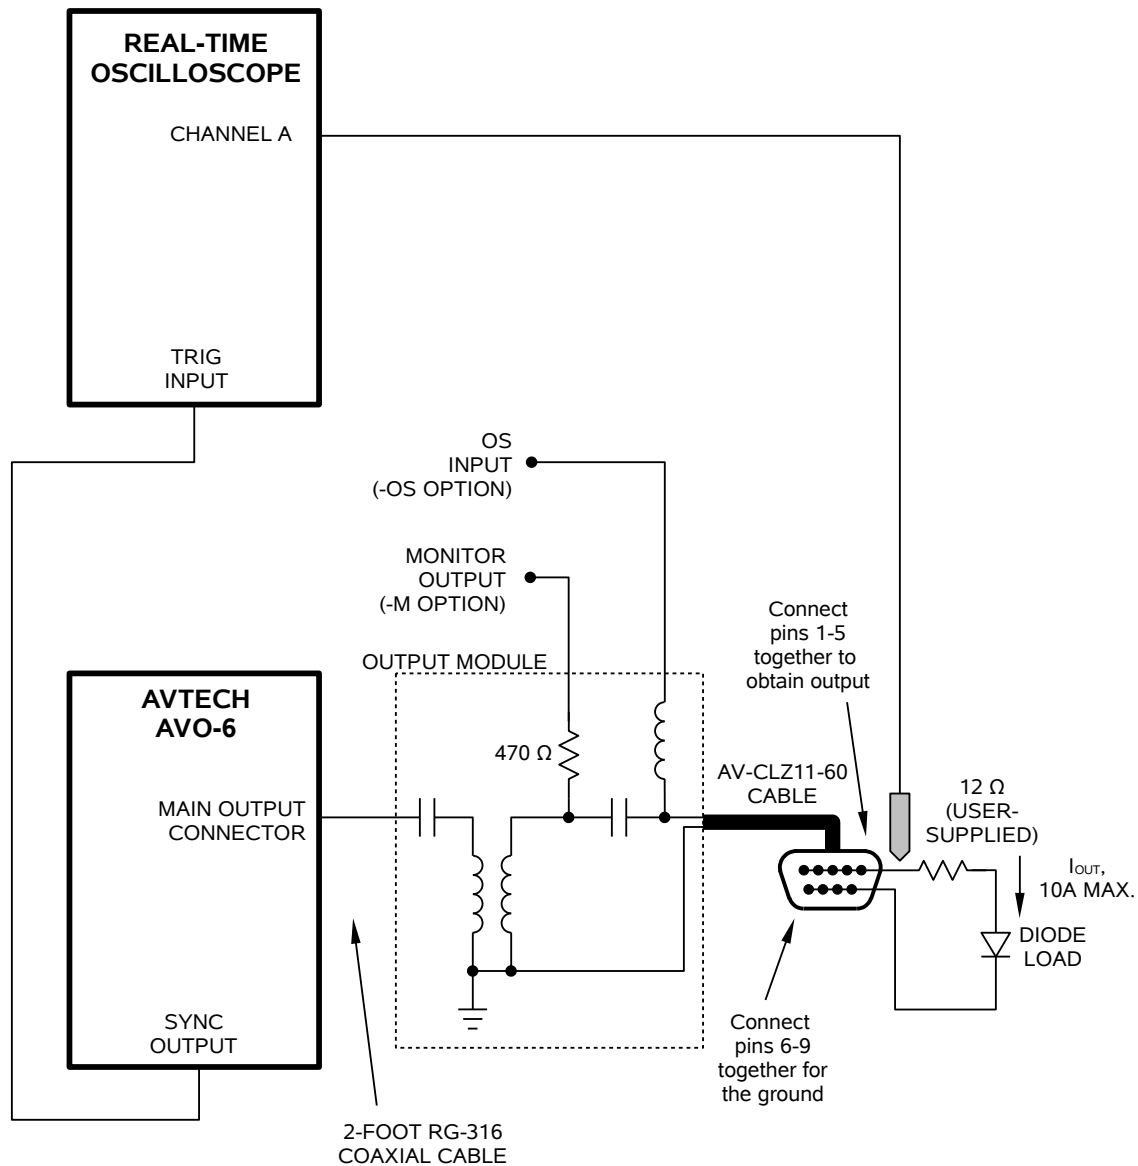 REAL-TIME
OSCILLOSCOPE
CHANNEL A
TRIG
INPUT
OS
INPUT
(-OS OPTION)
MONITOR
OUTPUT
(-M OPTION)
OUTPUT MODULE
Connect
pins 1-5
together to
obtain output
AVTECH
AVO-6
470 Ω
AV-CLZ11-60
CABLE
12 Ω
(USER-
SUPPLIED)
MAIN OUTPUT
CONNECTOR
IOUT,
10A MAX.
DIODE
LOAD
SYNC
OUTPUT
Connect
pins 6-9
together for
the ground
2-FOOT RG-316
COAXIAL CABLE